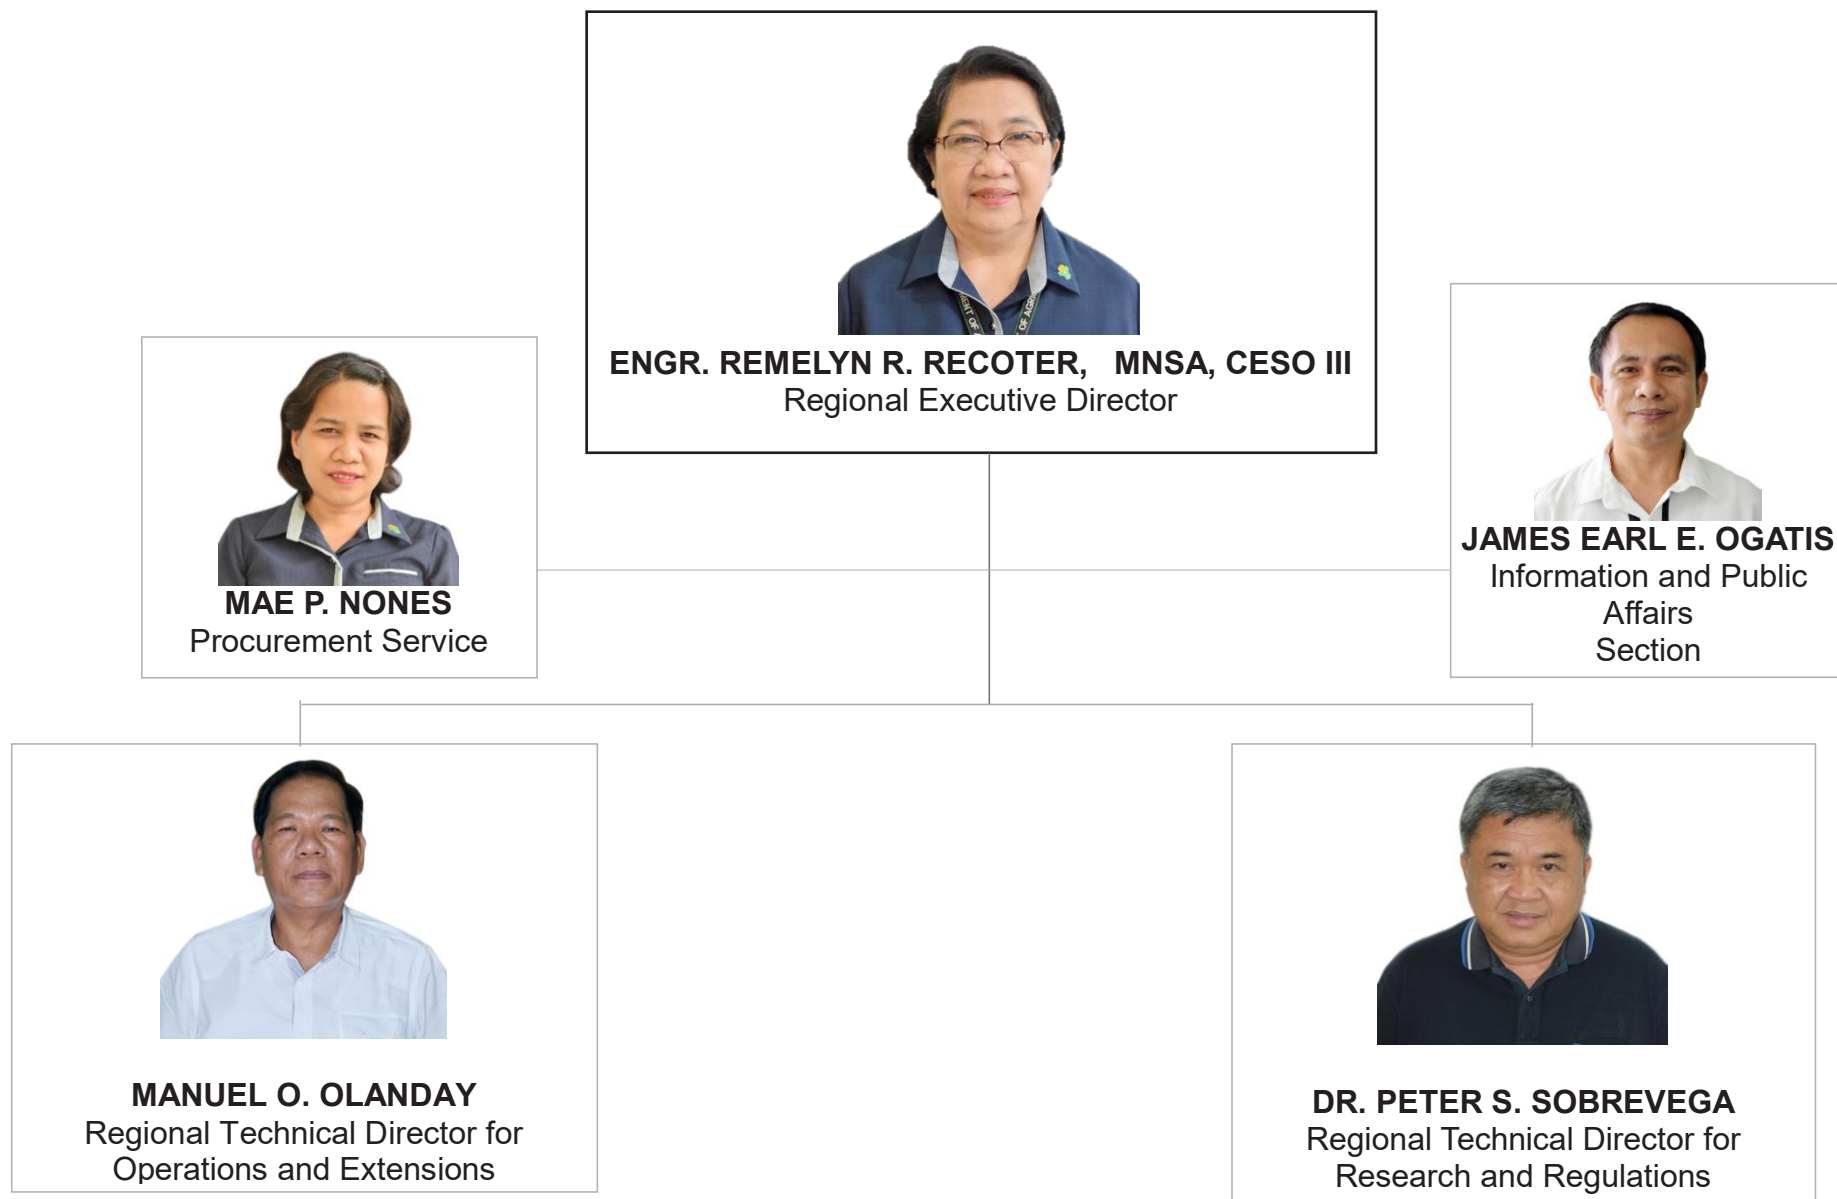 ENGR. REMELYN R. RECOTER, MNSA, CESO III
Regional Executive Director
MAE P. NONES
Procurement Service
JAMES EARL E. OGATIS
Information and Public
Affairs
Section
MANUEL O. OLANDAY
Regional Technical Director for
Operations and Extensions
DR. PETER S. SOBREVEGA
Regional Technical Director for
Research and Regulations